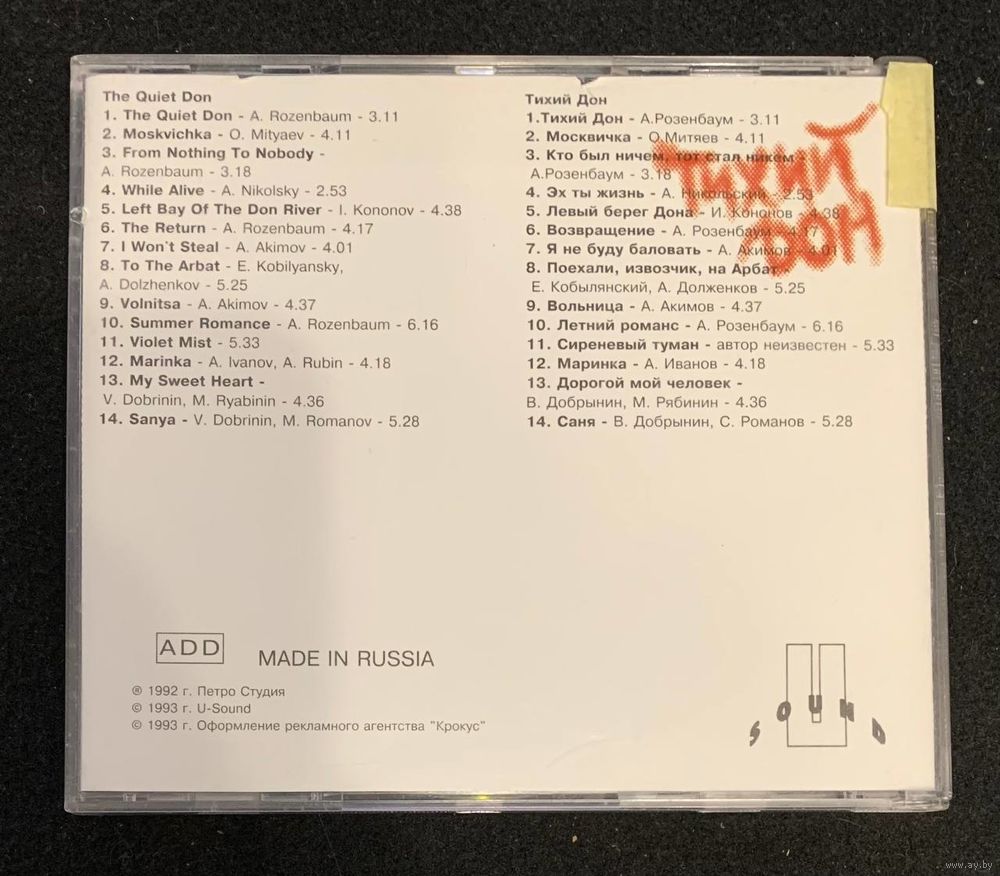 The Quiet Don
1. The Quiet Don - A. Rozenbaum - 3.11
2. Moskvichka - O. Mityaev - 4.11
3. From Nothing To Nobody -
A. Rozenbaum - 3.18
4. While Alive - A. Nikolsky - 2.53
5. Left Bay Of The Don River - I. Kononov - 4.38
6. The Return - A. Rozenbaum - 4.17
7. I Won`t Steal - A. Akimov - 4.01
8. To The Arbat - E. Kobilyansky,
A. Dolzhenkov - 5.25
9. Volnitsa - A. Akimov - 4.37
10. Summer Romance - A. Rozenbaum - 6.16
11. Violet Mist - 5.33
12. Marinka - A. Ivanov, A. Rubin - 4.18
13. My Sweet Heart -
V. Dobrinin, M. Ryabinin - 4.36
14. Sanya - V. Dobrinin, M. Romanov - 5.28
Тихий Дон
1.Тихий Дон - А.Розенбаум - 3.11
2. Москвичка - О.Митяев - 4.11
3. Кто был ничем, тот стал никем -
А.Розенбаум - 3.18
4. Эх ты жизнь - А. Никольский - 2.53
5. Левый берег Дона - И. Кононов - 4.38
6. Возвращение - А. Розенбаум - 4.17
7. Я не буду баловать - А. Акимов - 4.01
8. Поехали, извозчик, на Арбат
Е. Кобылянский, А. Долженков - 5.25
9. Вольница - А. Акимов - 4.37
10. Летний романс - А. Розенбаум - 6.16
11. Сиреневый туман - автор неизвестен - 5.33
12. Маринка - А. Иванов - 4.18
13. Дорогой мой человек -
В. Добрынин, М. Рябинин - 4.36
14. Саня - В. Добрынин, С. Романов - 5.28
ТИХИЙ
ДОН
ADD
MADE IN RUSSIA
℗ 1992 г. Петро Студия
© 1993 г. U-Sound
© 1993 г. Оформление рекламного агентства "Крокус"
U
SOUND
www.ay.by